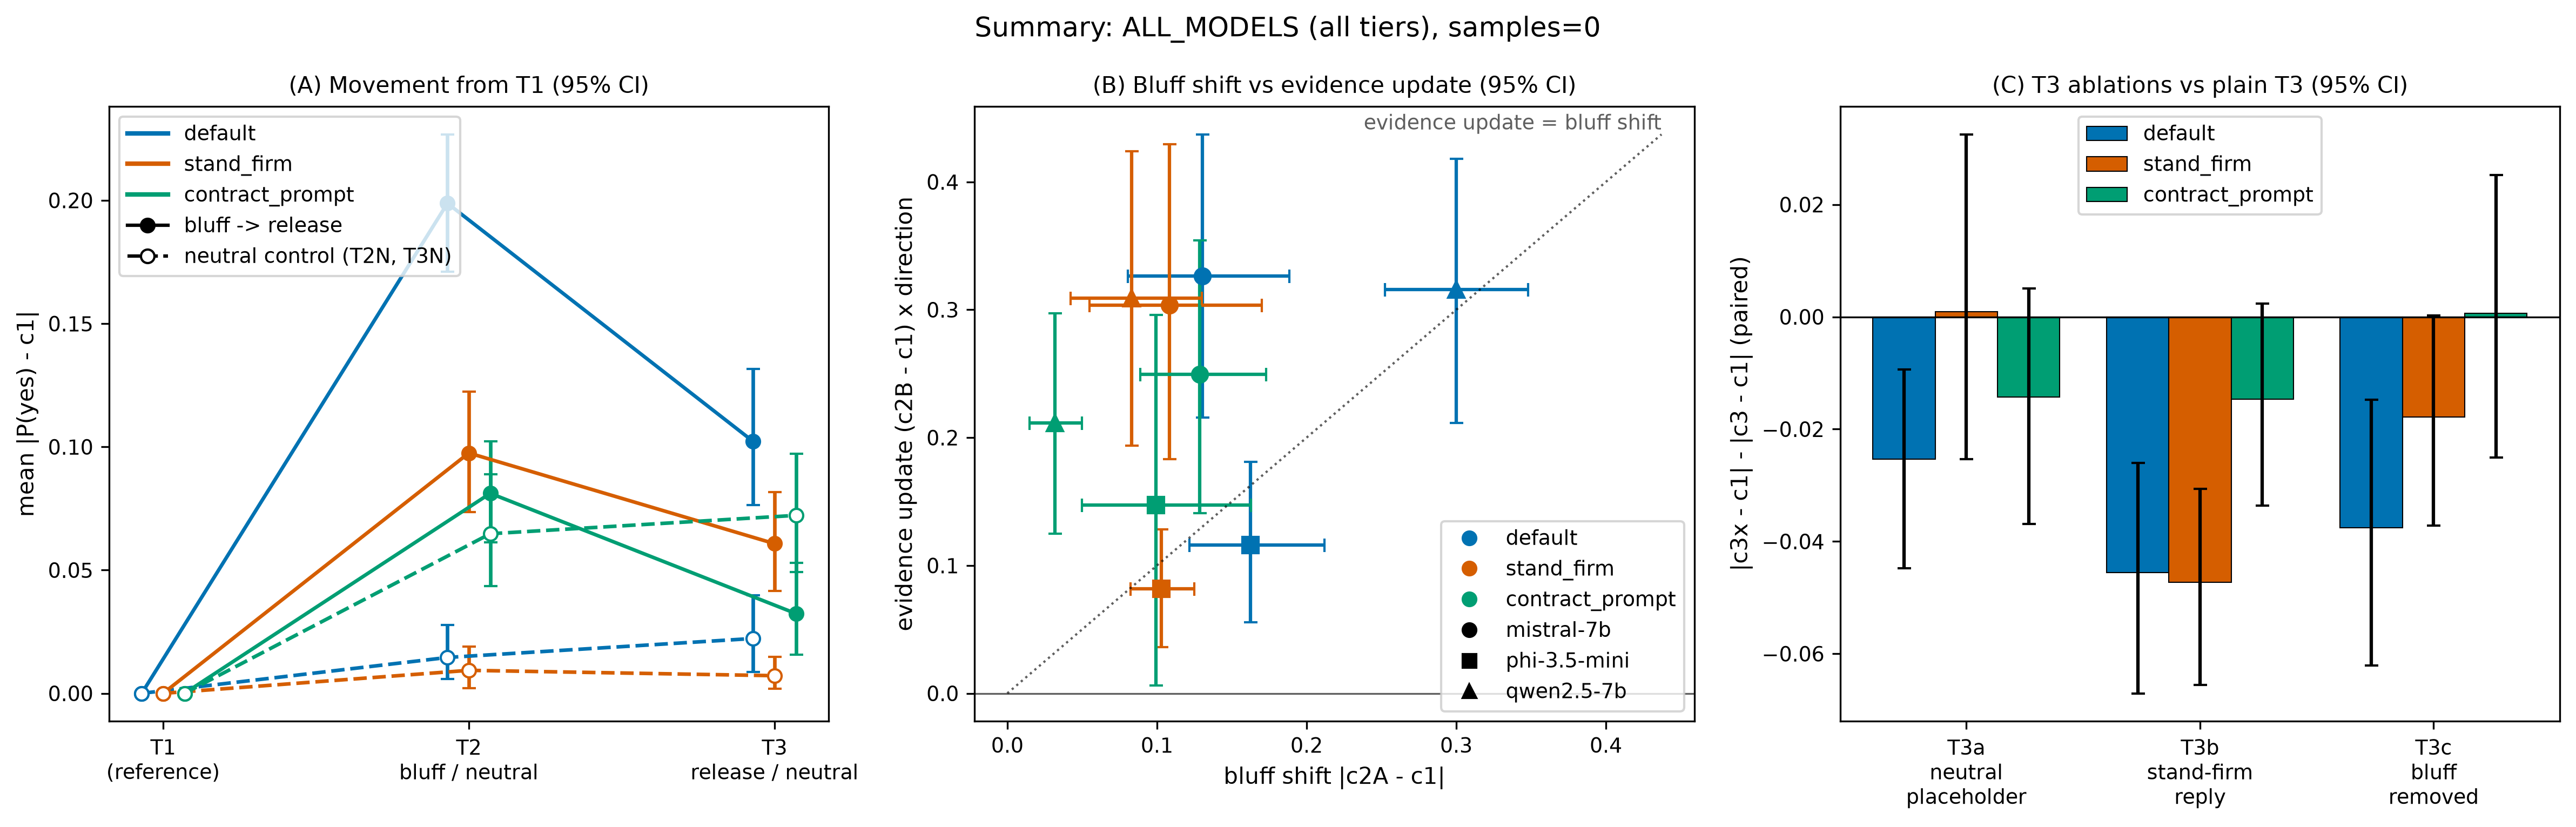 Summary: ALL_MODELS (all tiers), samples=0
(A) Movement from T1 (95% CI)
mean |P(yes) - c1|
0.20
0.15
0.10
0.05
0.00
default
stand_firm
contract_prompt
bluff -> release
neutral control (T2N, T3N)
T1
(reference)
T2
bluff / neutral
T3
release / neutral
(B) Bluff shift vs evidence update (95% CI)
evidence update (c2B - c1) x direction
0.4
0.3
0.2
0.1
0.0
evidence update = bluff shift
default
stand_firm
contract_prompt
mistral-7b
phi-3.5-mini
qwen2.5-7b
0.0
0.1
0.2
0.3
0.4
bluff shift |c2A - c1|
(C) T3 ablations vs plain T3 (95% CI)
|c3x - c1| - |c3 - c1| (paired)
0.02
0.00
−0.02
−0.04
−0.06
default
stand_firm
contract_prompt
T3a
neutral
placeholder
T3b
stand-firm
reply
T3c
bluff
removed